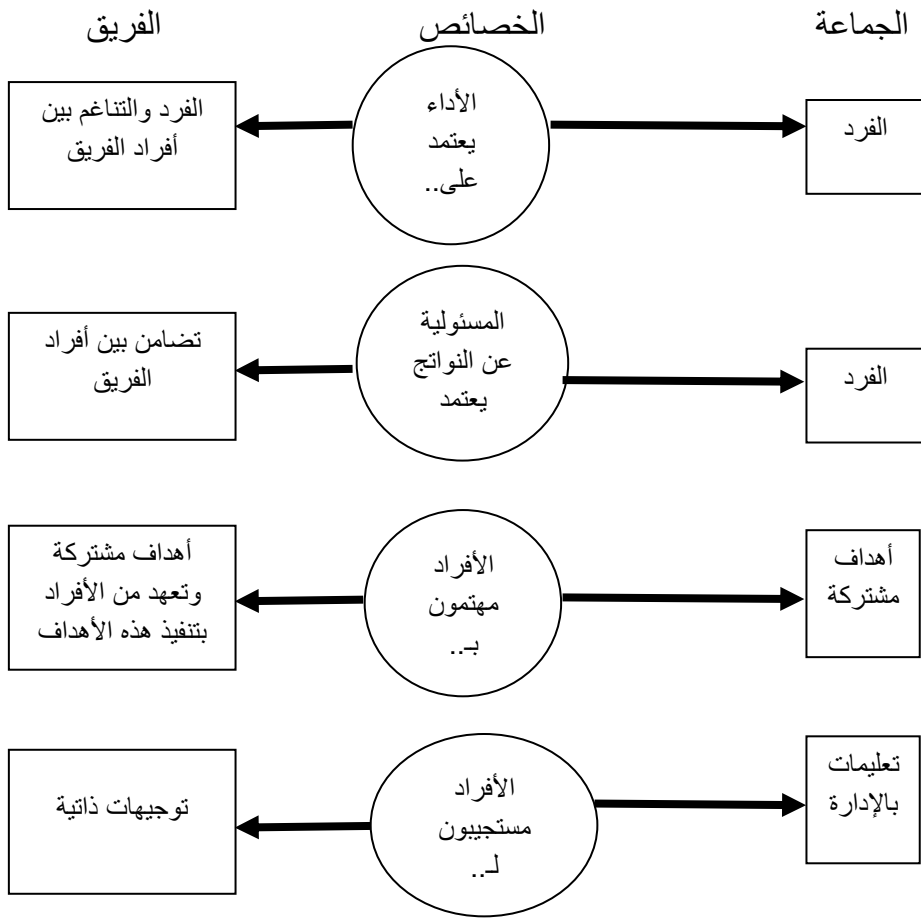 الجماعة
الخصائص
الفريق
الفرد
الأداء
يعتمد
على..
الفرد والتناغم بين
أفراد الفريق
الفرد
المسئولية
عن النواتج
يعتمد
تضامن بين أفراد
الفريق
أهداف
مشتركة
الأفراد
مهتمون
بـ..
أهداف مشتركة
وتعهد من الأفراد
بتنفيذ هذه الأهداف
تعليمات
بالإدارة
الأفراد
مستجيبون
لـ..
توجيهات ذاتية